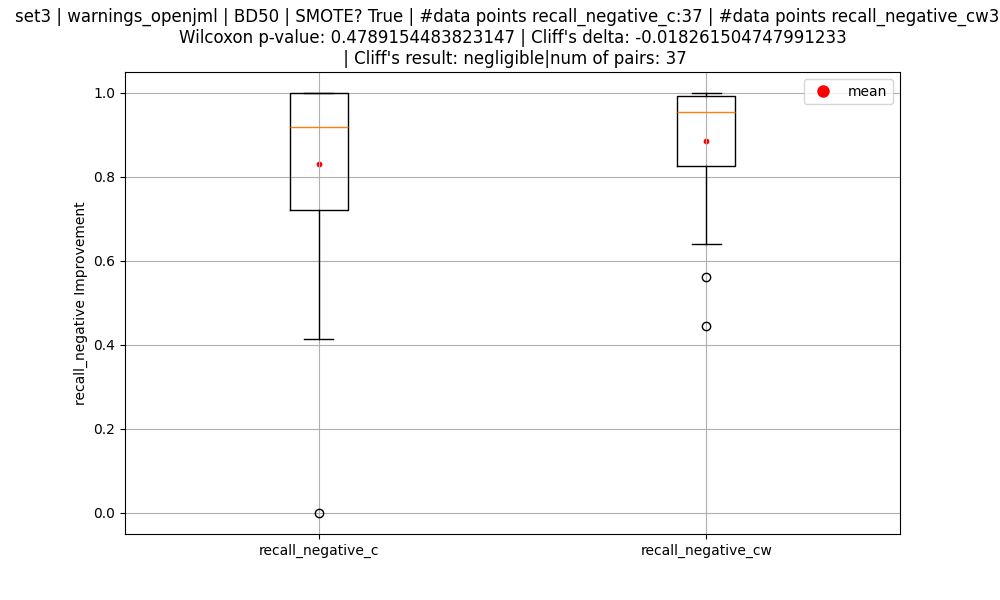 set3 | warnings_openjml | BD50 | SMOTE? True | #data points recall_negative_c:37 | #data points recall_negative_cw3
Wilcoxon p-value: 0.4789154483823147 | Cliff's delta: -0.018261504747991233
| Cliff's result: negligible|num of pairs: 37
mean
recall_negative Improvement
1.0
0.8
0.6
0.4
0.2
0.0
recall_negative_c
recall_negative_cw